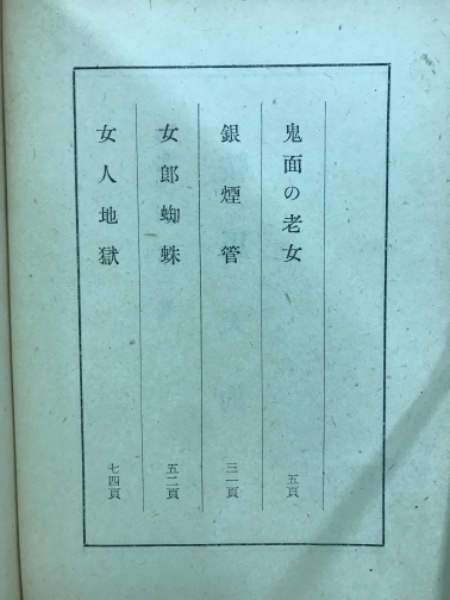 鬼面の老女 五頁
銀煙管 三一頁
女郎蜘蛛 五二頁
女人地獄 七四頁